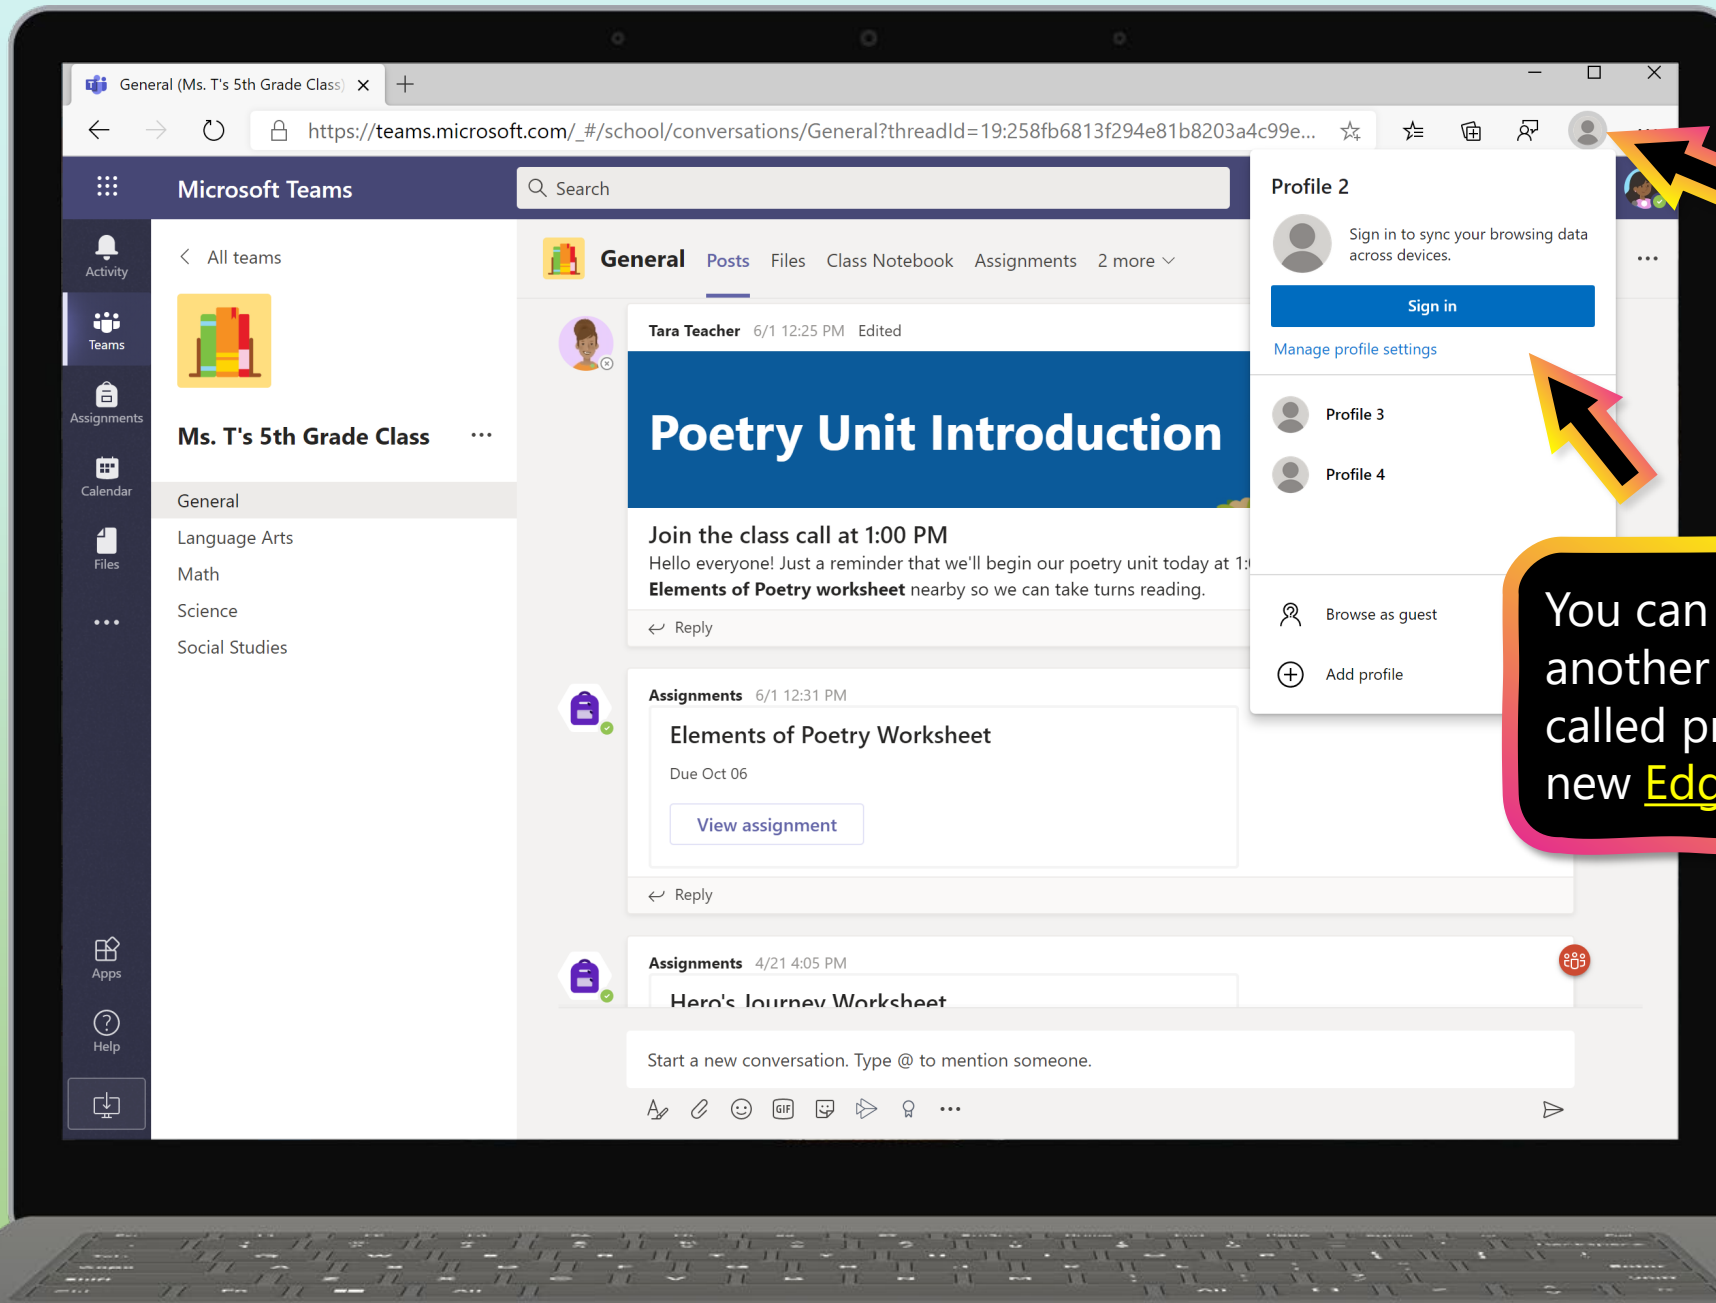 General (Ms. T's 5th Grade Class)
https://teams.microsoft.com/_#/school/conversations/General?threadId=19:258fb6813f294e81b8203a4c99e...
Microsoft Teams
Search
Profile 2
Sign in to sync your browsing data
across devices.
Sign in
Manage profile settings
Profile 3
Profile 4
Browse as guest
Add profile
Activity
Teams
Assignments
Calendar
Files
Apps
Help
All teams
Ms. T's 5th Grade Class
General
Language Arts
Math
Science
Social Studies
General Posts Files Class Notebook Assignments 2 more
Tara Teacher 6/1 12:25 PM Edited
Poetry Unit Introduction
Join the class call at 1:00 PM
Hello everyone! Just a reminder that we'll begin our poetry unit today at
Elements of Poetry worksheet nearby so we can take turns reading.
Reply
Assignments 6/1 12:31 PM
Elements of Poetry Worksheet
Due Oct 06
View assignment
Reply
Assignments 4/21 4:05 PM
Hero's Journey Worksheet
Start a new conversation. Type @ to mention someone.
GIF
You can
another
called
new